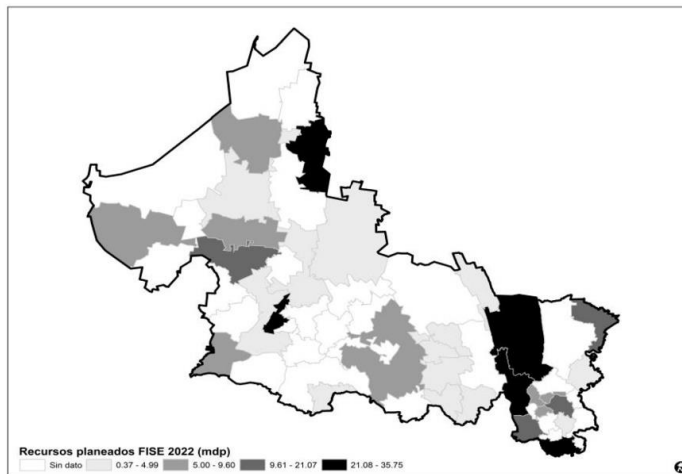 Recursos planeados FISE 2022 (mdp)
Sin dato 0.37 - 4.99 5.00 - 9.60 9.61 - 21.07 21.08 - 35.75